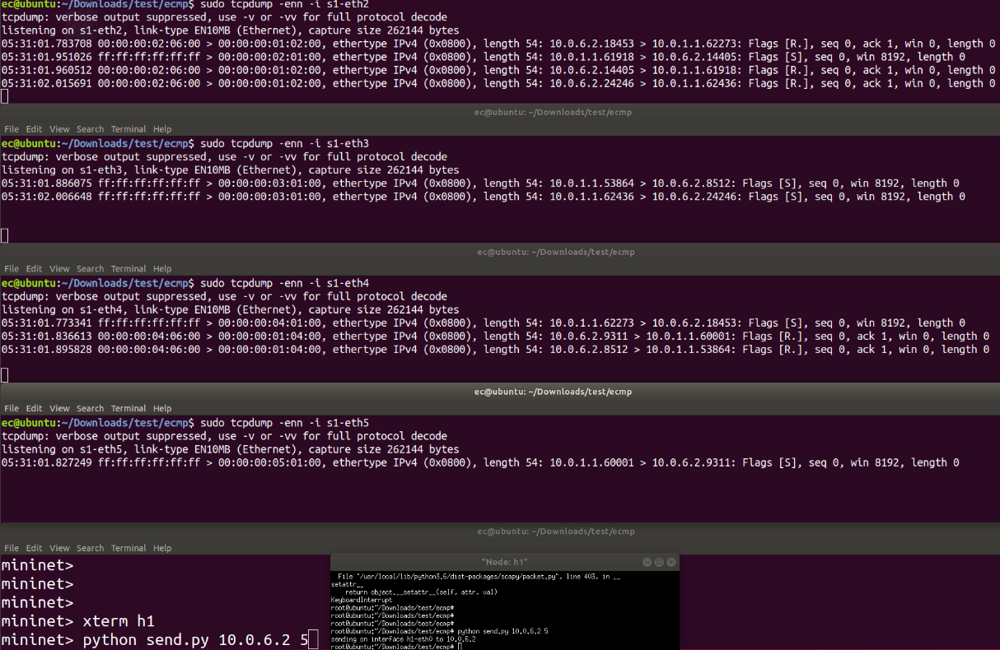 ec@ubuntu:~/Downloads/test/ecmp$ sudo tcpdump -enn -i s1-eth2
tcpdump: verbose output suppressed, use -v or -vv for full protocol decode
listening on s1-eth2, link-type EN10MB (Ethernet), capture size 262144 bytes
05:31:01.783708 00:00:00:02:06:00 > 00:00:00:01:02:00, ethertype IPv4 (0x0800), length 54: 10.0.6.2.18453 > 10.0.1.1.62273: Flags [R.], seq 0, ack 1, win 0, length 0
05:31:01.951026 ff:ff:ff:ff:ff:ff > 00:00:00:02:01:00, ethertype IPv4 (0x0800), length 54: 10.0.1.1.61918 > 10.0.6.2.14405: Flags [S], seq 0, win 8192, length 0
05:31:01.960512 00:00:00:02:06:00 > 00:00:00:01:02:00, ethertype IPv4 (0x0800), length 54: 10.0.6.2.14405 > 10.0.1.1.61918: Flags [R.], seq 0, ack 1, win 0, length 0
05:31:02.015691 00:00:00:02:06:00 > 00:00:00:01:02:00, ethertype IPv4 (0x0800), length 54: 10.0.6.2.24246 > 10.0.1.1.62436: Flags [R.], seq 0, ack 1, win 0, length 0
ec@ubuntu: ~/Downloads/test/ecmp
File Edit View Search Terminal Help
ec@ubuntu:~/Downloads/test/ecmp$ sudo tcpdump -enn -i s1-eth3
tcpdump: verbose output suppressed, use -v or -vv for full protocol decode
listening on s1-eth3, link-type EN10MB (Ethernet), capture size 262144 bytes
05:31:01.886075 ff:ff:ff:ff:ff:ff > 00:00:00:03:01:00, ethertype IPv4 (0x0800), length 54: 10.0.1.1.53864 > 10.0.6.2.8512: Flags [S], seq 0, win 8192, length 0
05:31:02.006648 ff:ff:ff:ff:ff:ff > 00:00:00:03:01:00, ethertype IPv4 (0x0800), length 54: 10.0.1.1.62436 > 10.0.6.2.24246: Flags [S], seq 0, win 8192, length 0
ec@ubuntu: ~/Downloads/test/ecmp
File Edit View Search Terminal Help
ec@ubuntu:~/Downloads/test/ecmp$ sudo tcpdump -enn -i s1-eth4
tcpdump: verbose output suppressed, use -v or -vv for full protocol decode
listening on s1-eth4, link-type EN10MB (Ethernet), capture size 262144 bytes
05:31:01.773341 ff:ff:ff:ff:ff:ff > 00:00:00:04:01:00, ethertype IPv4 (0x0800), length 54: 10.0.1.1.62273 > 10.0.6.2.18453: Flags [S], seq 0, win 8192, length 0
05:31:01.836613 00:00:00:04:06:00 > 00:00:00:01:04:00, ethertype IPv4 (0x0800), length 54: 10.0.6.2.9311 > 10.0.1.1.60001: Flags [R.], seq 0, ack 1, win 0, length 0
05:31:01.895828 00:00:00:04:06:00 > 00:00:00:01:04:00, ethertype IPv4 (0x0800), length 54: 10.0.6.2.8512 > 10.0.1.1.53864: Flags [R.], seq 0, ack 1, win 0, length 0
ec@ubuntu: ~/Downloads/test/ecmp
File Edit View Search Terminal Help
ec@ubuntu:~/Downloads/test/ecmp$ sudo tcpdump -enn -i s1-eth5
tcpdump: verbose output suppressed, use -v or -vv for full protocol decode
listening on s1-eth5, link-type EN10MB (Ethernet), capture size 262144 bytes
05:31:01.827249 ff:ff:ff:ff:ff:ff > 00:00:00:05:01:00, ethertype IPv4 (0x0800), length 54: 10.0.1.1.60001 > 10.0.6.2.9311: Flags [S], seq 0, win 8192, length 0
ec@ubuntu: ~/Downloads/test/ecmp
File Edit View Search Terminal Help
mininet>
mininet>
mininet>
mininet> xterm h1
mininet> python send.py 10.0.6.2 5
"Node: h1"
File "/usr/local/lib/python3.6/dist-packages/scapy/packet.py", line 403, in __
setattr__
return object.__setattr__(self, attr, val)
KeyboardInterrupt
root@ubuntu:~/Downloads/test/ecmp#
root@ubuntu:~/Downloads/test/ecmp#
root@ubuntu:~/Downloads/test/ecmp#
root@ubuntu:~/Downloads/test/ecmp# python send.py 10.0.6.2 5
sending on interface h1-eth0 to 10.0.6.2
root@ubuntu:~/Downloads/test/ecmp#